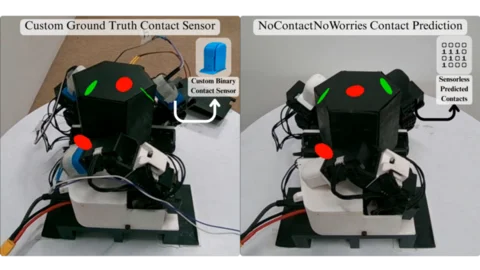 Custom Ground Truth Contact Sensor
NoContactNoWorries Contact Prediction
Custom Binary
Contact Sensor
Sensorless
Predicted
Contacts